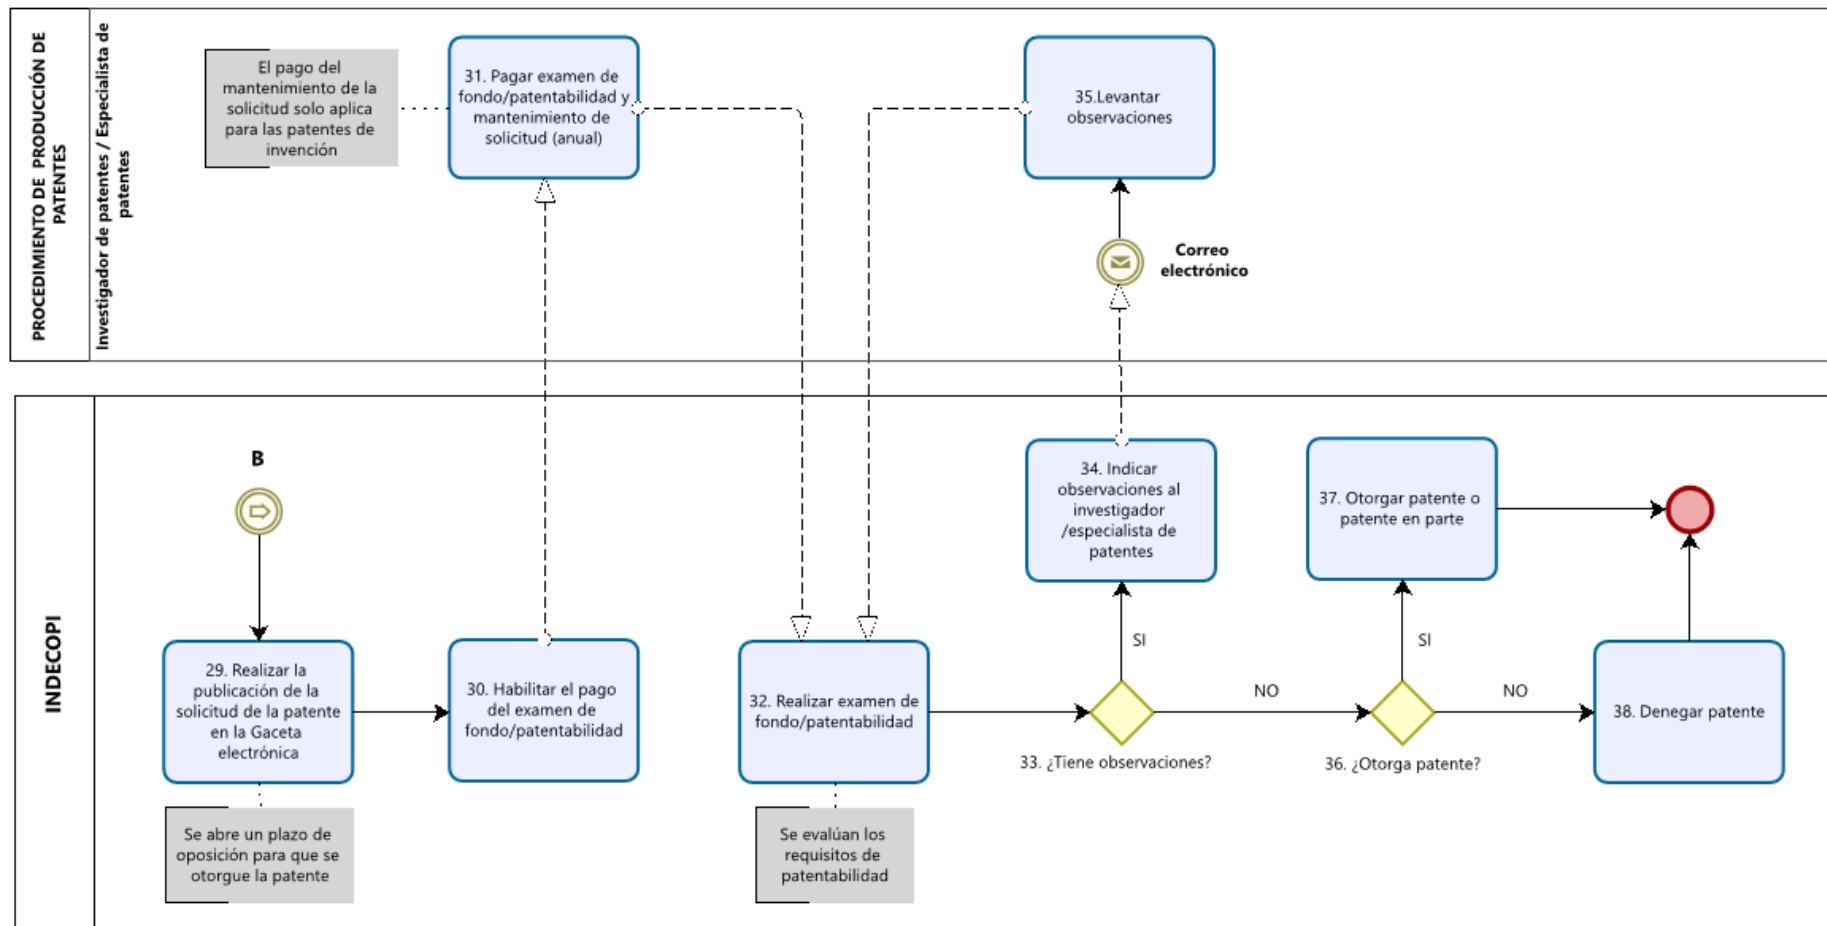 PROCEDIMIENTO DE PRODUCCIÓN DE
PATENTES
Investigador de patentes / Especialista de
patentes
El pago del
mantenimiento de la
solicitud solo aplica
para las patentes de
invención
31. Pagar examen de
fondo/patentabilidad y
mantenimiento de
solicitud (anual)
35.Levantar
observaciones
Correo
electrónico
INDECOPI
B
29. Realizar la
publicación de la
solicitud de la patente
en la Gaceta
electrónica
Se abre un plazo de
oposición para que se
otorgue la patente
30. Habilitar el pago
del examen de
fondo/patentabilidad
32. Realizar examen de
fondo/patentabilidad
Se evalúan los
requisitos de
patentabilidad
33. ¿Tiene observaciones?
SI
NO
34. Indicar
observaciones al
investigador
/especialista de
patentes
36. ¿Otorga patente?
SI
NO
37. Otorgar patente o
patente en parte
38. Denegar patente